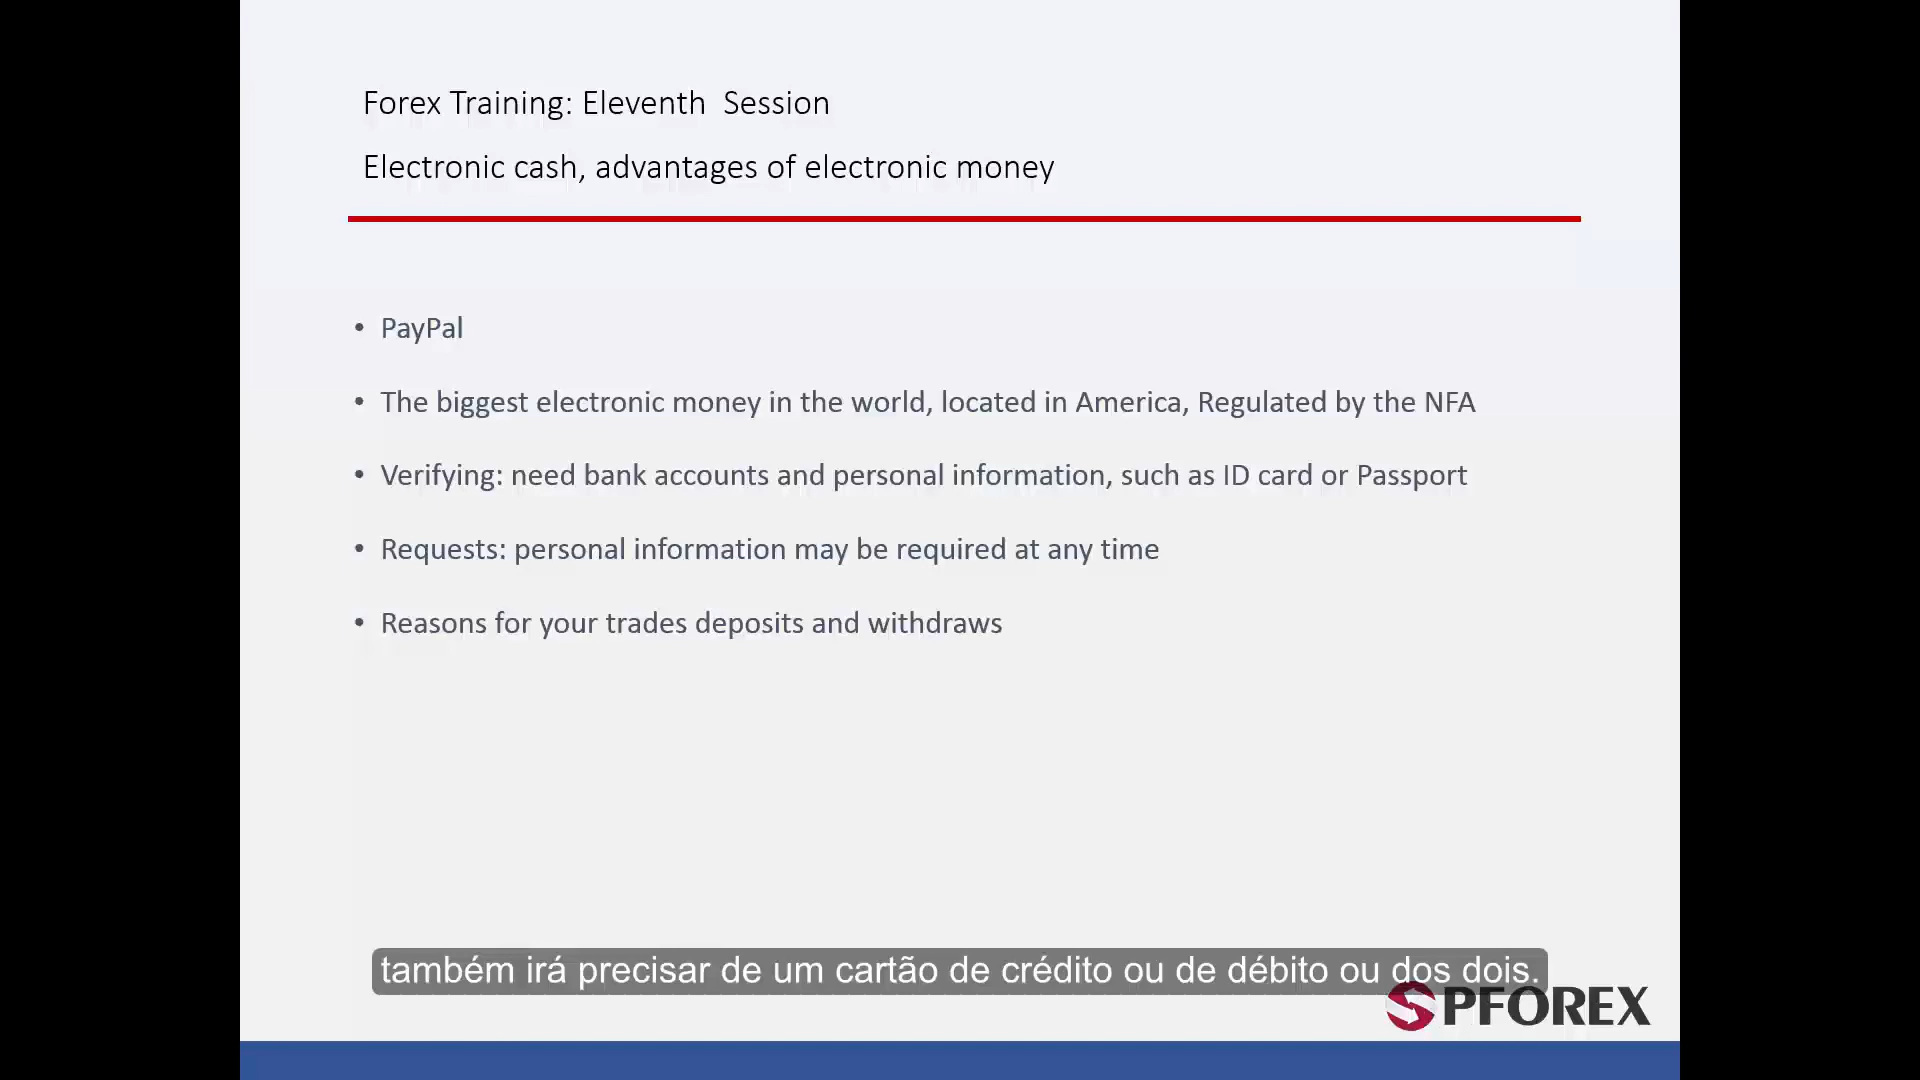 Forex Training: Eleventh Session
Electronic cash, advantages of electronic money
• PayPal
• The biggest electronic money in the world, located in America, Regulated by the NFA
• Verifying: need bank accounts and personal information, such as ID card or Passport
• Requests: personal information may be required at any time
• Reasons for your trades deposits and withdraws
também irá precisar de um cartão de crédito ou de débito ou dos dois.
SPFOREX